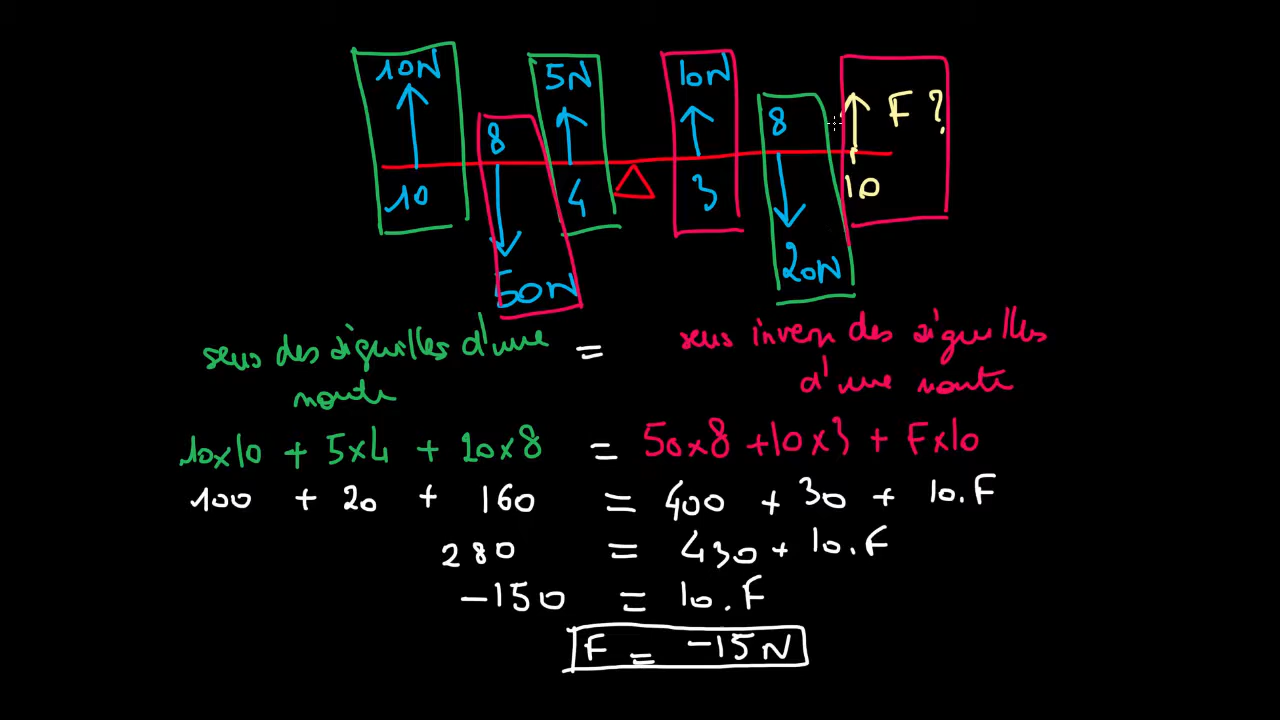 10N 5N 10N
8 8 F ?
10 4 3 10
50N 20N
sens des aiguilles d'une = sens invers des aiguilles
montre d'une montre
10x10 + 5x4 + 20x8 = 50x8 + 10x3 + Fx10
100 + 20 + 160 = 400 + 30 + 10.F
280 = 430 + 10.F
-150 = 10.F
F = -15N